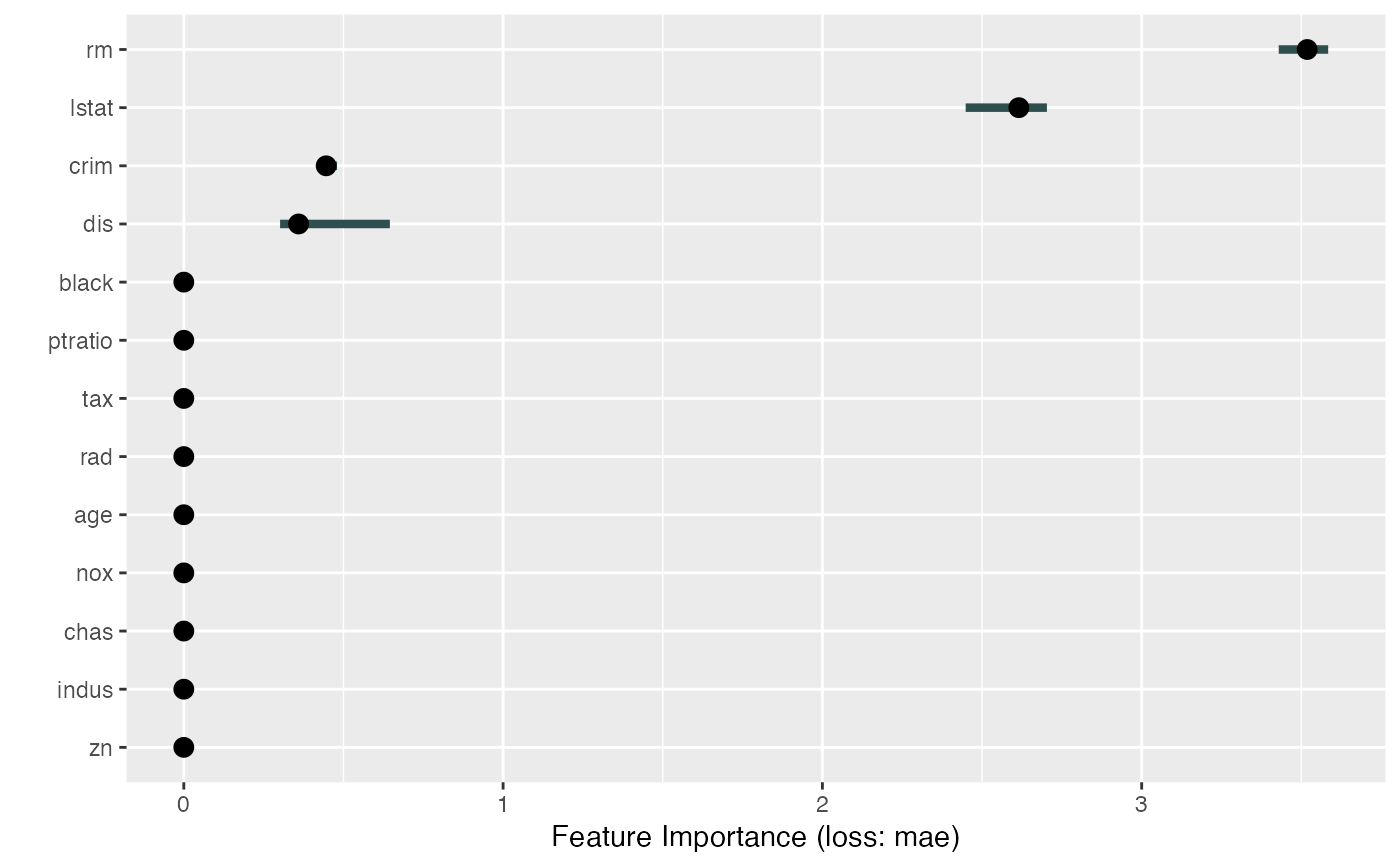 rm
lstat
crim
dis
black
ptratio
tax
rad
age
nox
chas
indus
zn
0 1 2 3
Feature Importance (loss: mae)